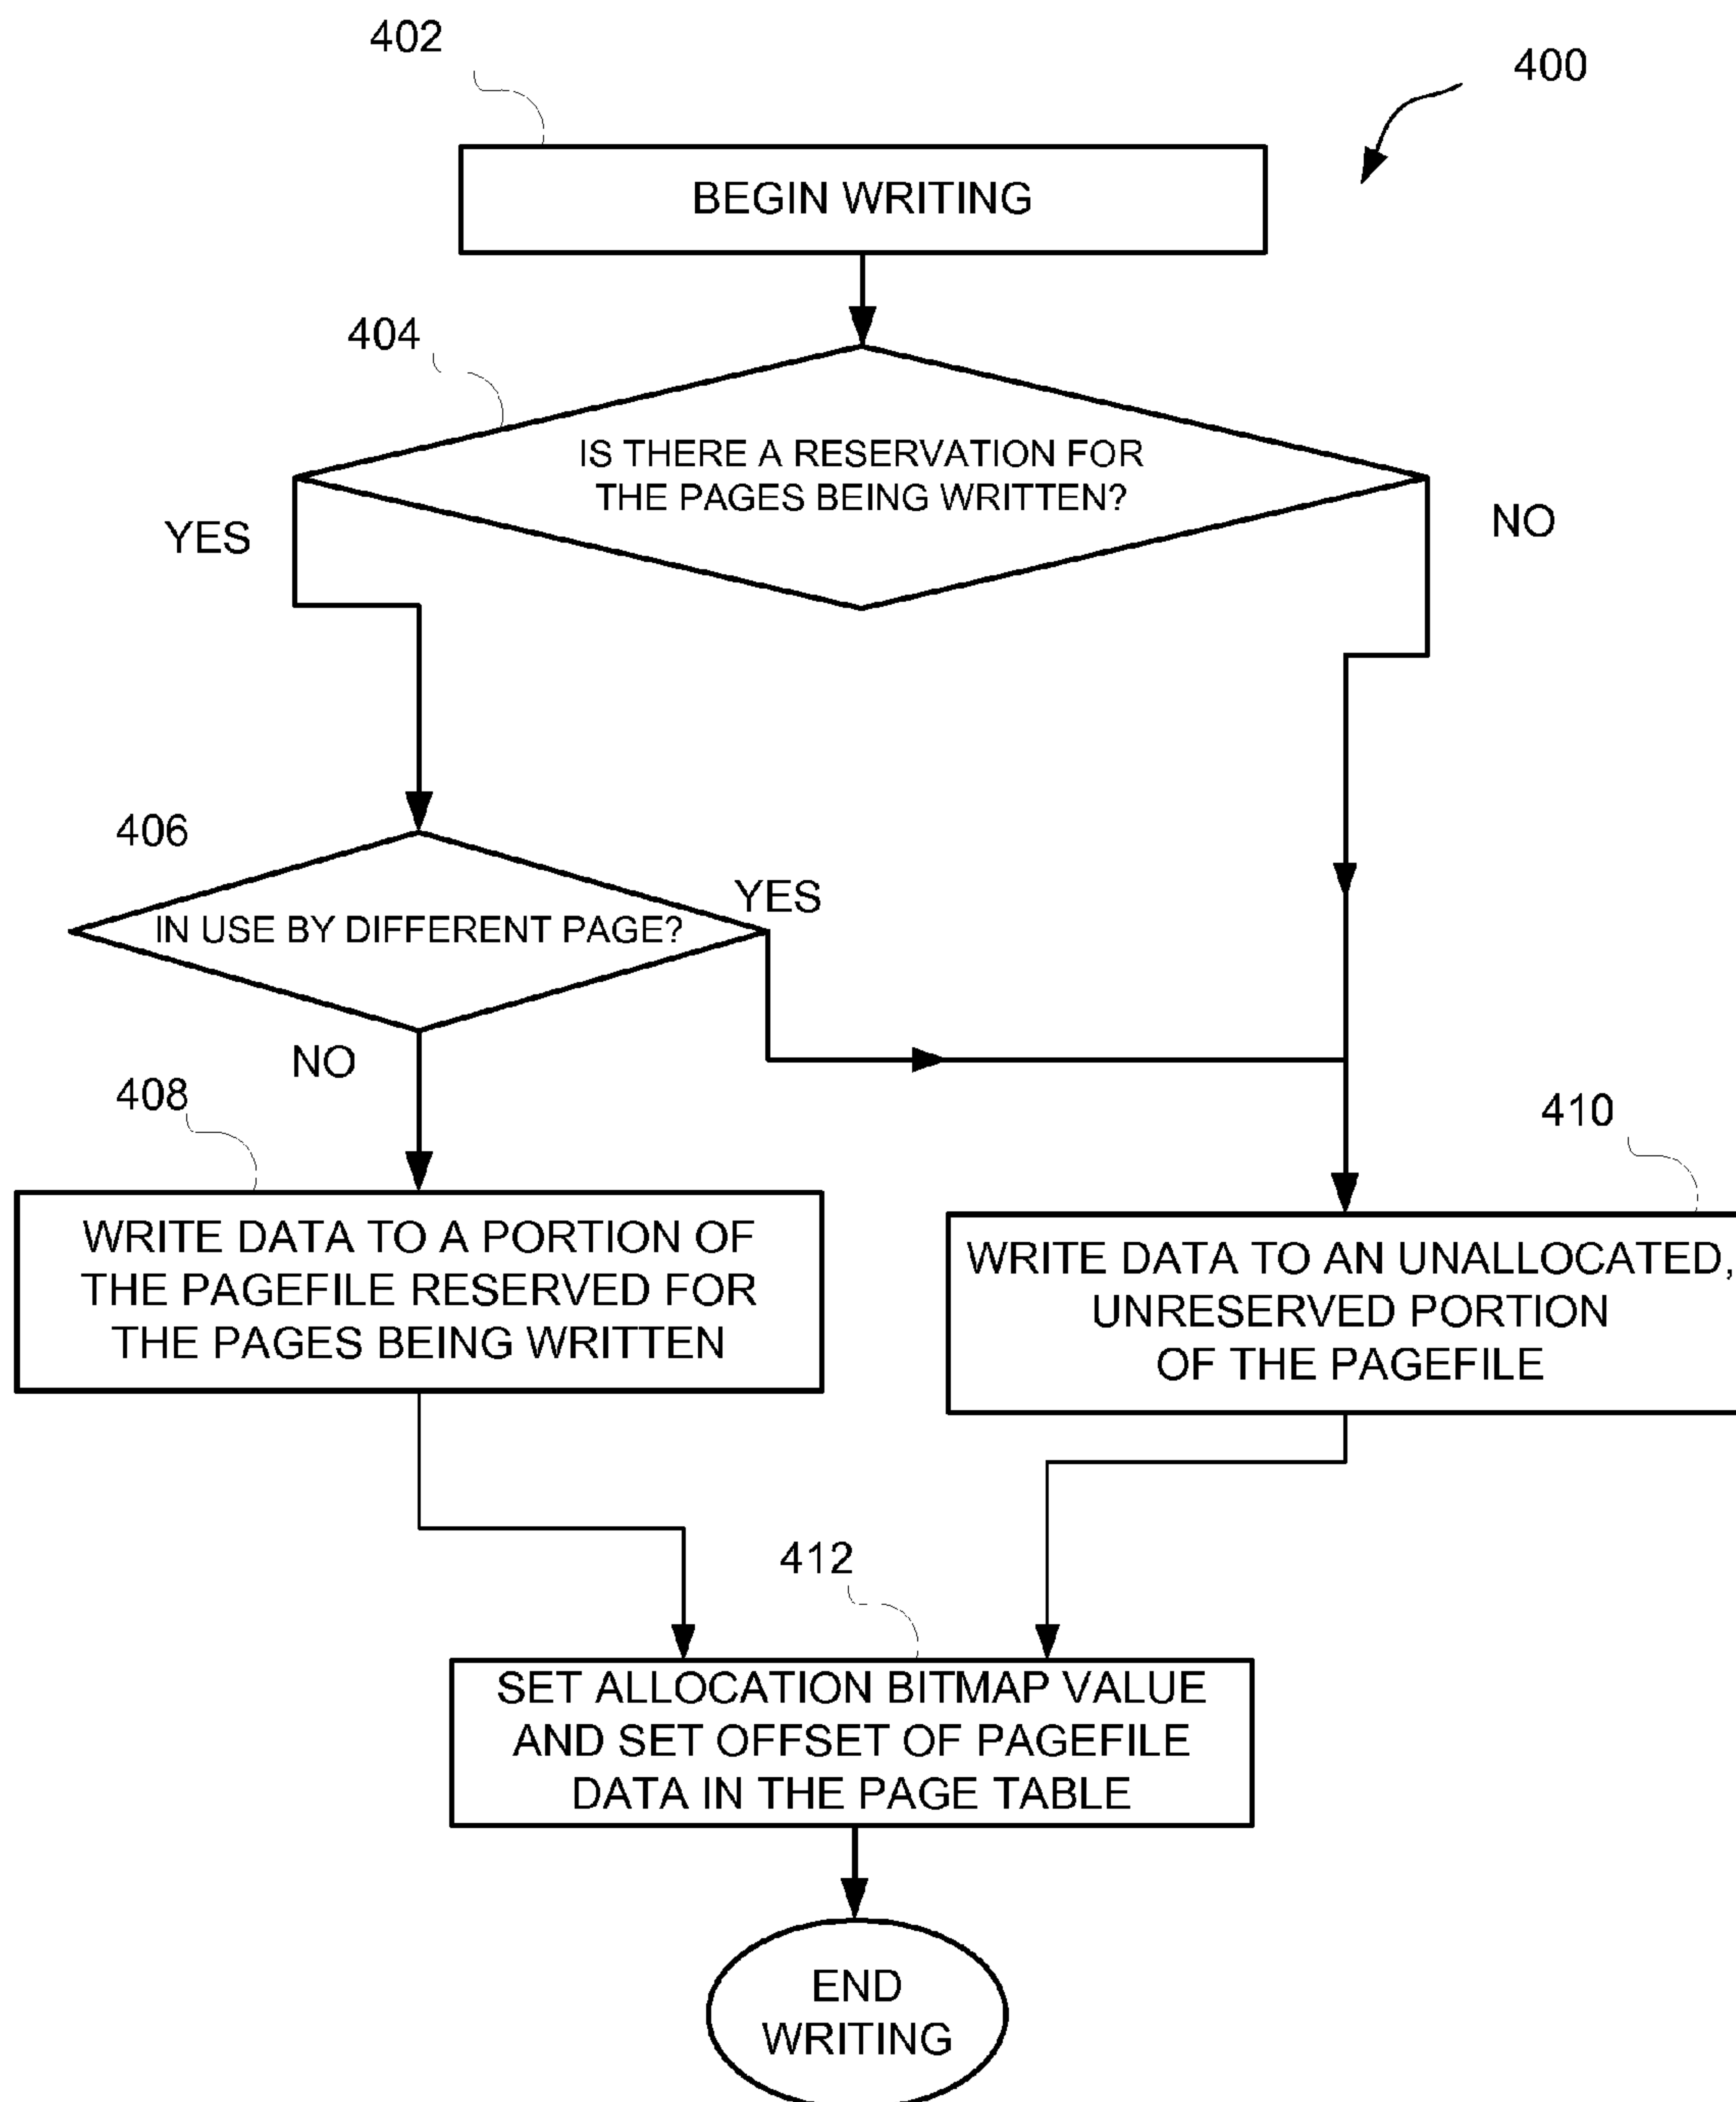 402
400
BEGIN WRITING
404
IS THERE A RESERVATION FOR
THE PAGES BEING WRITTEN?
YES
NO
406
IN USE BY DIFFERENT PAGE?
YES
NO
408
410
WRITE DATA TO A PORTION OF
THE PAGEFILE RESERVED FOR
THE PAGES BEING WRITTEN
WRITE DATA TO AN UNALLOCATED,
UNRESERVED PORTION
OF THE PAGEFILE
412
SET ALLOCATION BITMAP VALUE
AND SET OFFSET OF PAGEFILE
DATA IN THE PAGE TABLE
END
WRITING